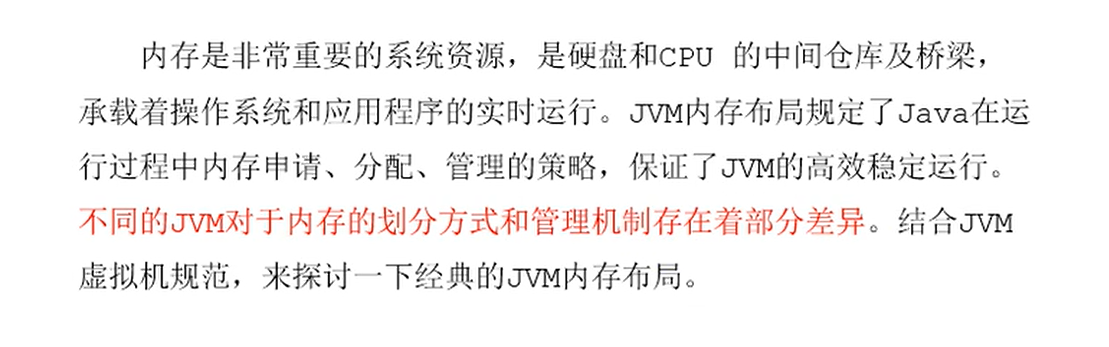 内存是非常重要的系统资源，是硬盘和CPU 的中间仓库及桥梁，
承载着操作系统和应用程序的实时运行。JVM内存布局规定了Java在运
行过程中内存申请、分配、管理的策略，保证了JVM的高效稳定运行。
不同的JVM对于内存的划分方式和管理机制存在着部分差异。结合JVM
虚拟机规范，来探讨一下经典的JVM内存布局。